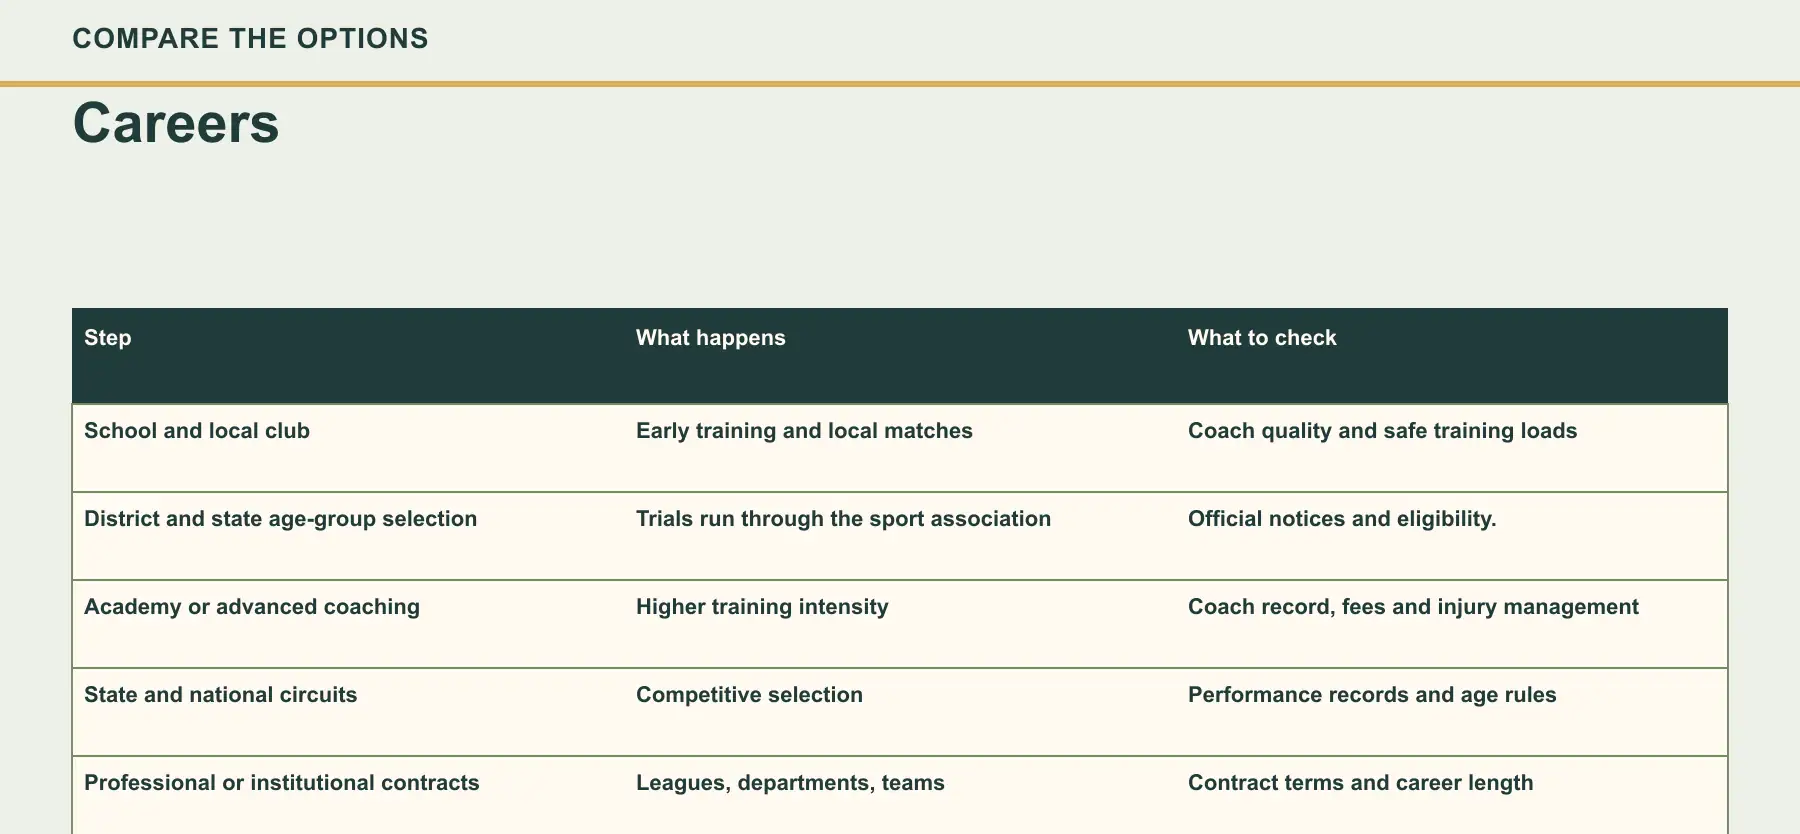 COMPARE THE OPTIONS
Careers
Step What happens What to check
School and local club Early training and local matches Coach quality and safe training loads
District and state age-group selection Trials run through the sport association Official notices and eligibility.
Academy or advanced coaching Higher training intensity Coach record, fees and injury management
State and national circuits Competitive selection Performance records and age rules
Professional or institutional contracts Leagues, departments, teams Contract terms and career length